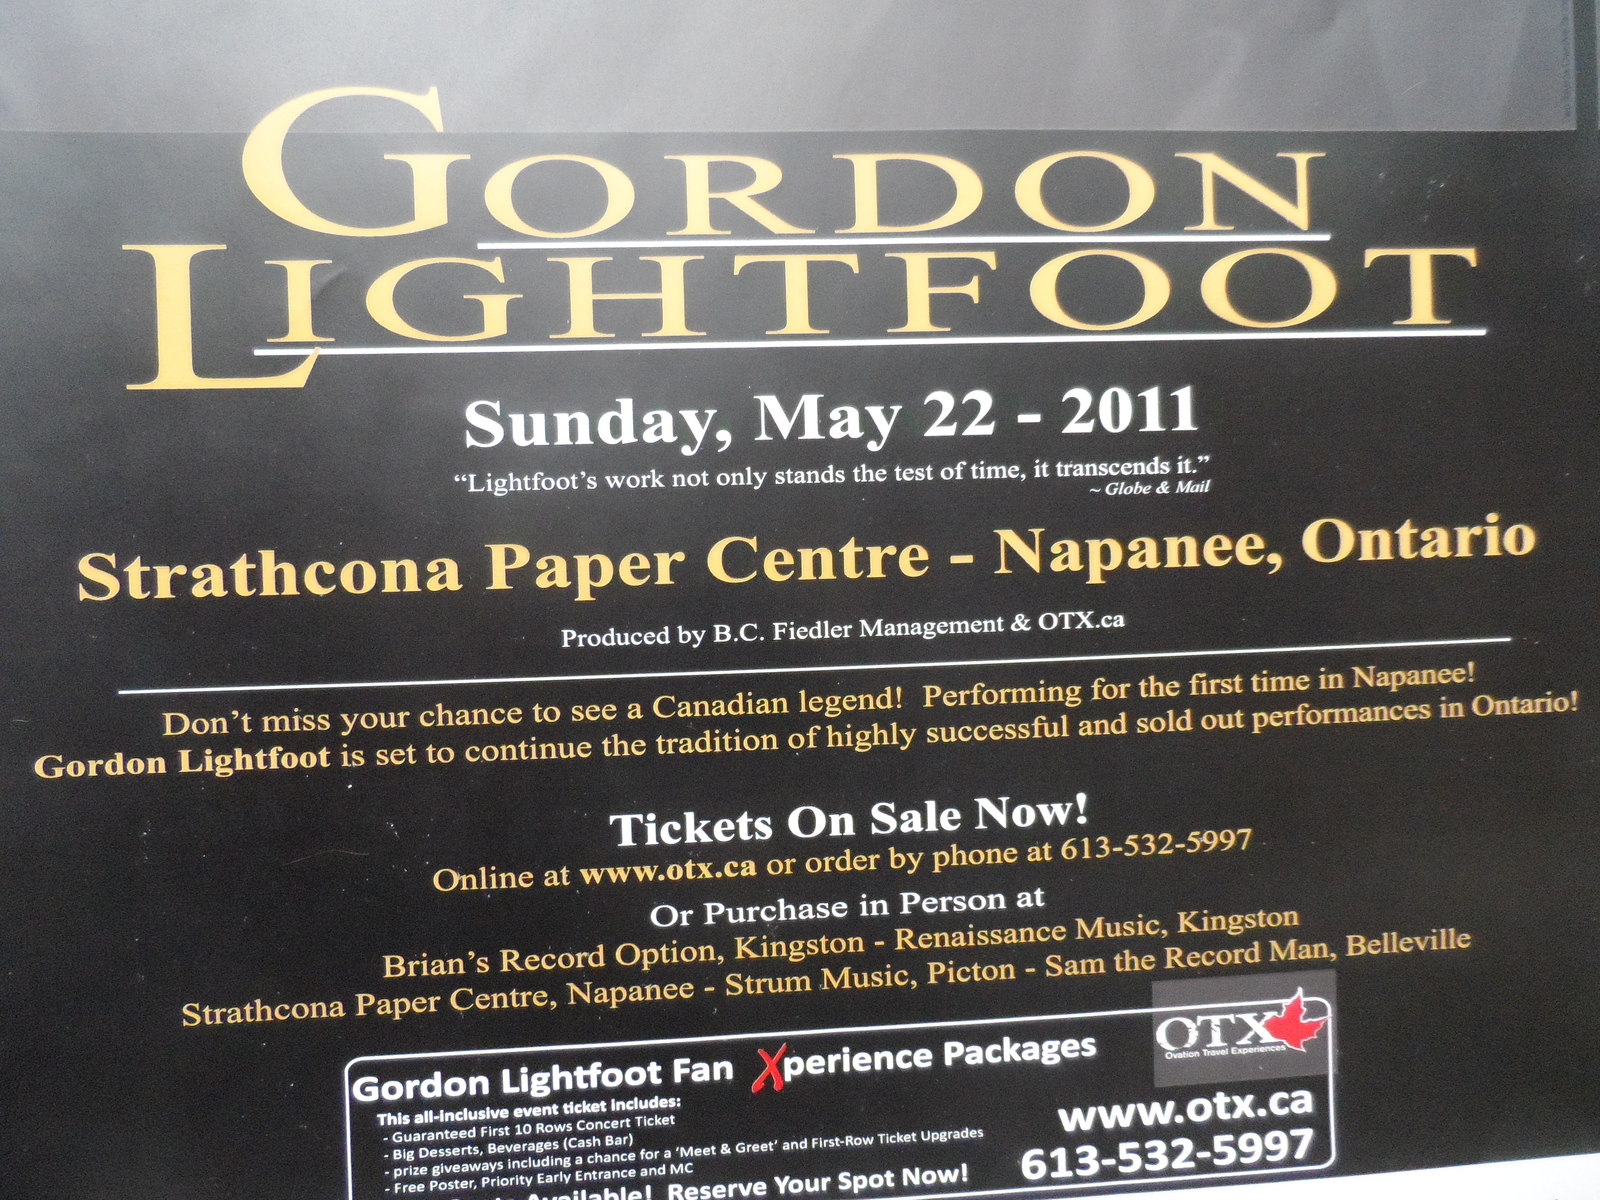 GORDON
LIGHTFOOT
Sunday, May 22 - 2011
“Lightfoot’s work not only stands the test of time, it transcends it.”
~ Globe & Mail
Strathcona Paper Centre - Napanee, Ontario
Produced by B.C. Fiedler Management & OTX.ca
Don’t miss your chance to see a Canadian legend! Performing for the first time in Napanee!
Gordon Lightfoot is set to continue the tradition of highly successful and sold out performances in Ontario!
Tickets On Sale Now!
Online at www.otx.ca or order by phone at 613-532-5997
Or Purchase in Person at
Brian’s Record Option, Kingston - Renaissance Music, Kingston
Strathcona Paper Centre, Napanee - Strum Music, Picton - Sam the Record Man, Belleville
OTX
Ovation Travel Experiences
Gordon Lightfoot Fan Xperience Packages
This all-inclusive event ticket includes:
- Guaranteed First 10 Rows Concert Ticket
- Big Desserts, Beverages (Cash Bar)
- prize giveaways including a chance for a ‘Meet & Greet’ and First-Row Ticket Upgrades
- Free Poster, Priority Early Entrance and MC
Available! Reserve Your Spot Now!
www.otx.ca
613-532-5997